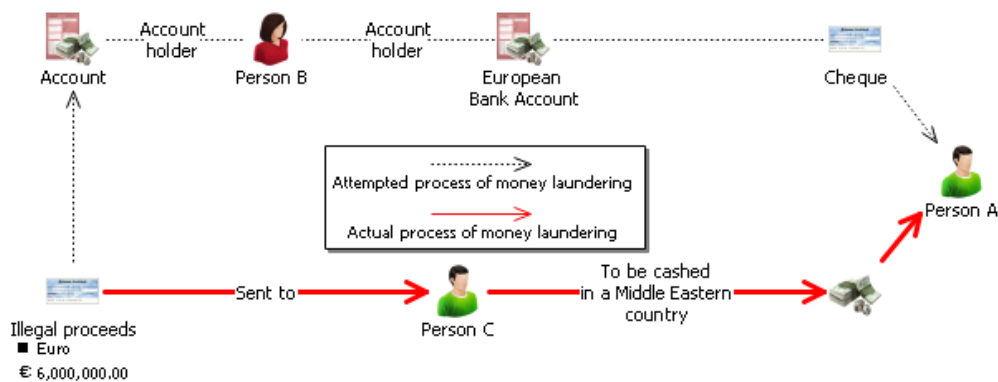 Account
Account
holder
Person B
Account
holder
European
Bank Account
Cheque
Attempted process of money laundering
Actual process of money laundering
Person A
Illegal proceeds
■ Euro
€ 6,000,000.00
Sent to
Person C
To be cashed
in a Middle Eastern
country